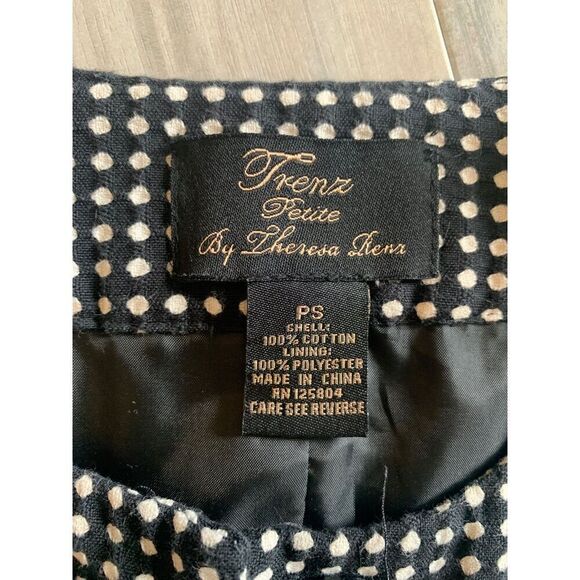 Trenz
Petite
By Theresa Renz
PS
SHELL:
100% COTTON
LINING:
100% POLYESTER
MADE IN CHINA
RN 125804
CARE SEE REVERSE